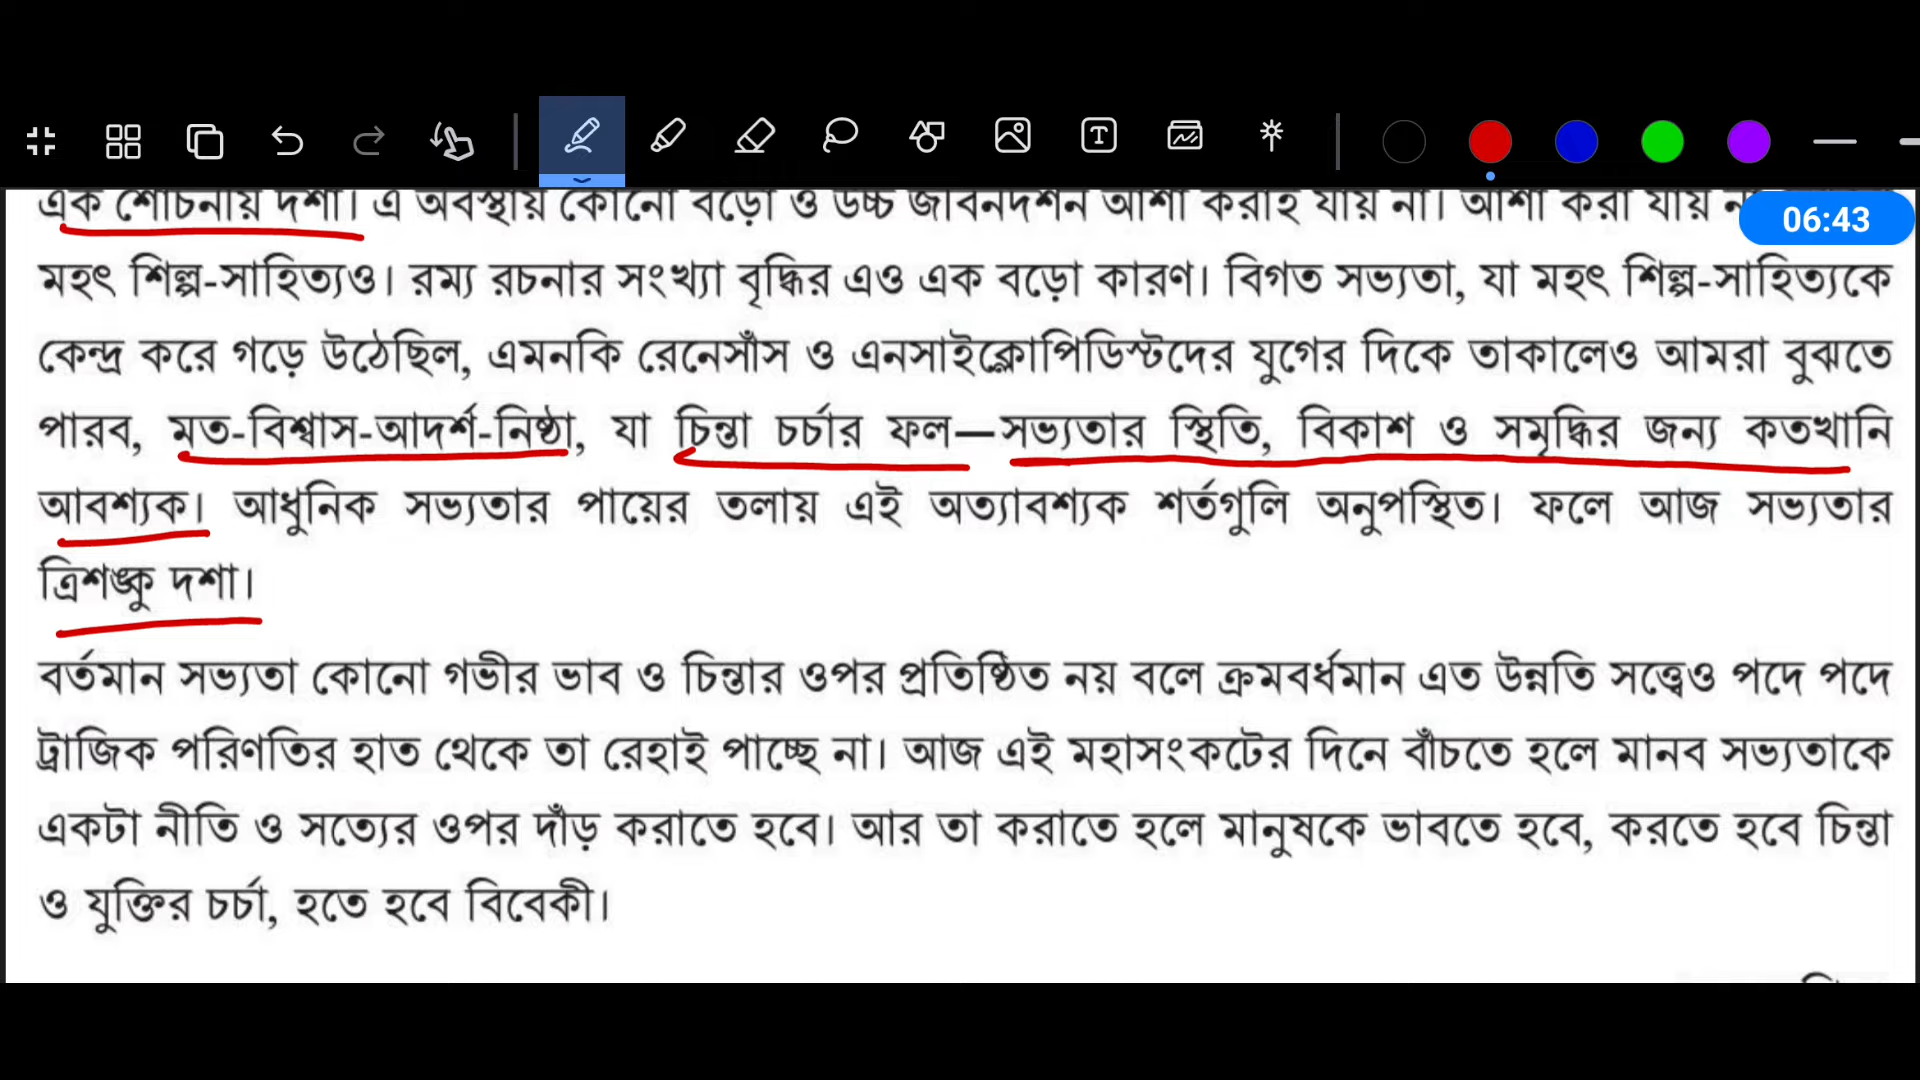 06:43
এক শোচনীয় দশা। এ অবস্থায় কোনো বড়ো ও উচ্চ জীবনদর্শন আশা করাই যায় না। আশা করা যায়
মহৎ শিল্প-সাহিত্যও। রম্য রচনার সংখ্যা বৃদ্ধির এও এক বড়ো কারণ। বিগত সভ্যতা, যা মহৎ শিল্প-সাহিত্যকে
কেন্দ্র করে গড়ে উঠেছিল, এমনকি রেনেসাঁস ও এনসাইক্লোপিডিস্টদের যুগের দিকে তাকালেও আমরা বুঝতে
পারব, মত-বিশ্বাস-আদর্শ-নিষ্ঠা, যা চিন্তা চর্চার ফল—সভ্যতার স্থিতি, বিকাশ ও সমৃদ্ধির জন্য কতখানি
আবশ্যক। আধুনিক সভ্যতার পায়ের তলায় এই অত্যাবশ্যক শর্তগুলি অনুপস্থিত। ফলে আজ সভ্যতার
ত্রিশঙ্কু দশা।
বর্তমান সভ্যতা কোনো গভীর ভাব ও চিন্তার ওপর প্রতিষ্ঠিত নয় বলে ক্রমবর্ধমান এত উন্নতি সত্ত্বেও পদে পদে
ট্রাজিক পরিণতির হাত থেকে তা রেহাই পাচ্ছে না। আজ এই মহাসংকটের দিনে বাঁচতে হলে মানব সভ্যতাকে
একটা নীতি ও সত্যের ওপর দাঁড় করাতে হবে। আর তা করাতে হলে মানুষকে ভাবতে হবে, করতে হবে চিন্তা
ও যুক্তির চর্চা, হতে হবে বিবেকী।